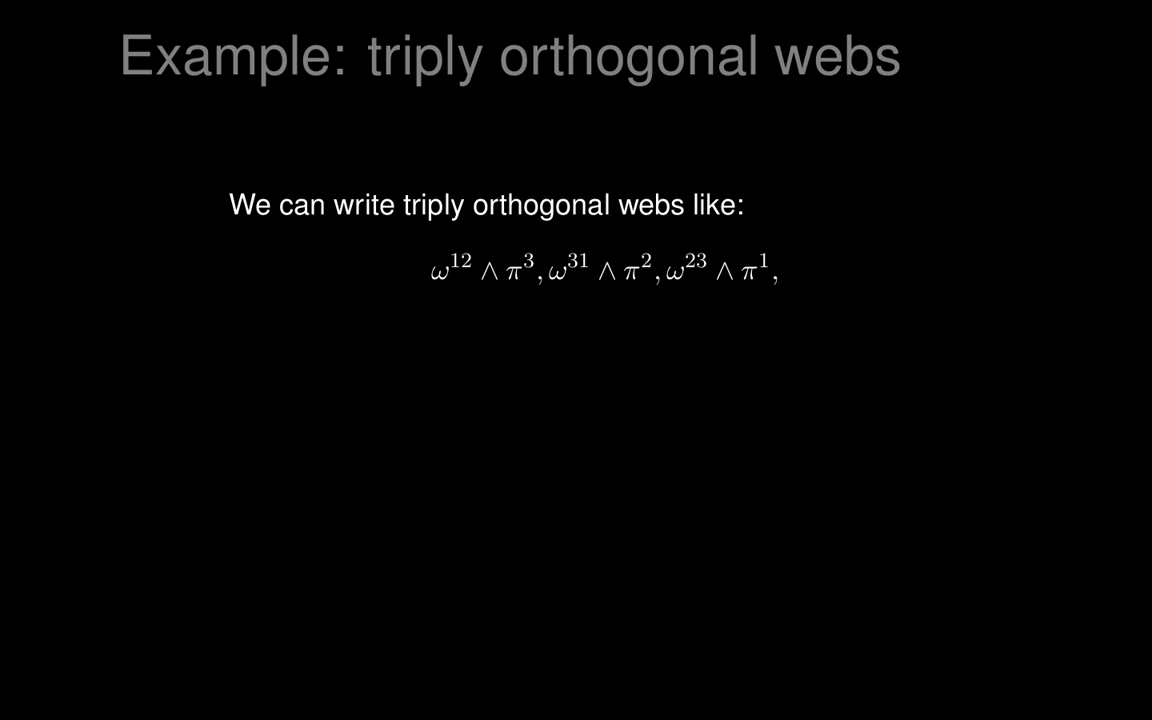 Example: triply orthogonal webs
We can write triply orthogonal webs like:
ω¹² ∧ π³, ω³¹ ∧ π², ω²³ ∧ π¹,